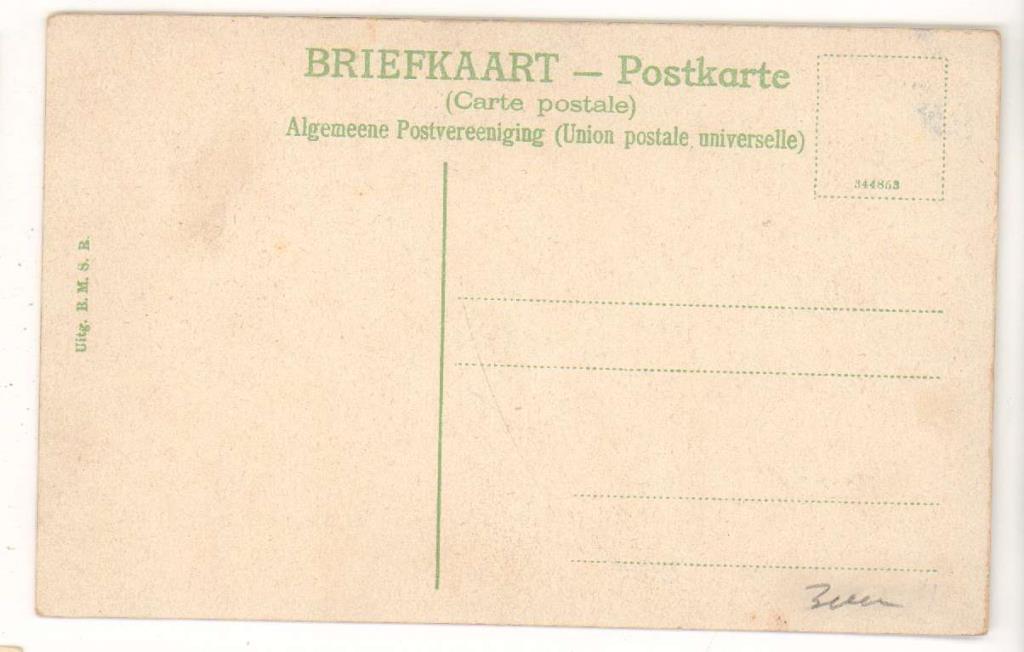 BRIEFKAART — Postkarte
(Carte postale)
Algemeene Postvereeniging (Union postale universelle)
344853
Uitg. B. M. S. B.